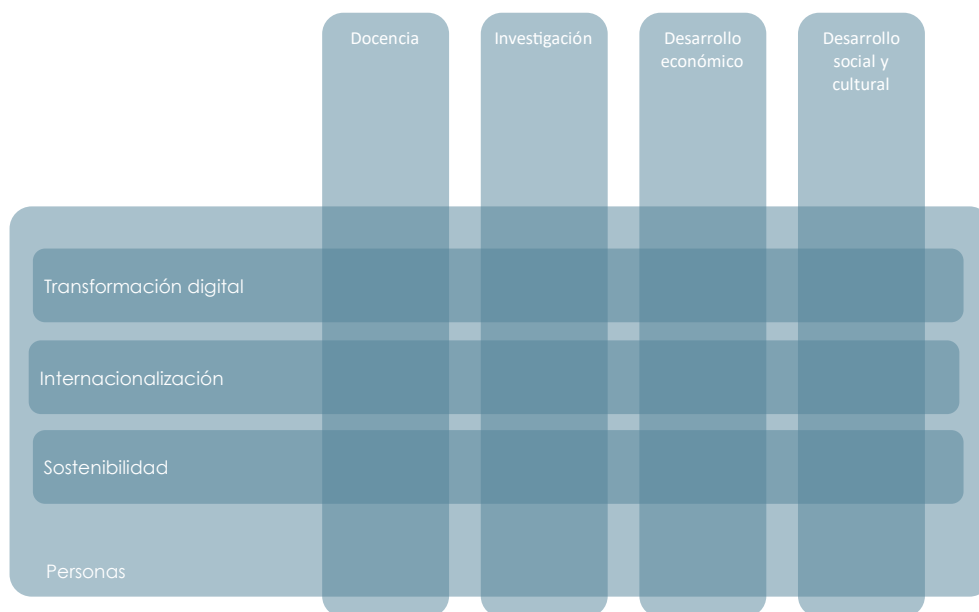 Docencia
Investigación
Desarrollo
económico
Desarrollo
social y
cultural
Transformación digital
Internacionalización
Sostenibilidad
Personas